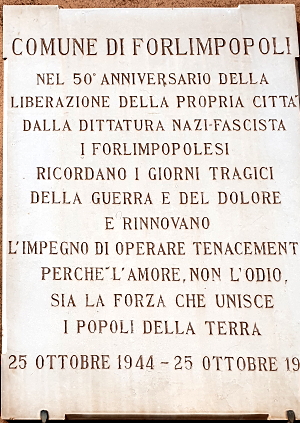 COMUNE DI FORLIMPOPOLI
NEL 50° ANNIVERSARIO DELLA
LIBERAZIONE DELLA PROPRIA CITTA'
DALLA DITTATURA NAZI-FASCISTA
I FORLIMPOPOLESI
RICORDANO I GIORNI TRAGICI
DELLA GUERRA E DEL DOLORE
E RINNOVANO
L'IMPEGNO DI OPERARE TENACEMENT
PERCHE' L'AMORE, NON L'ODIO,
SIA LA FORZA CHE UNISCE
I POPOLI DELLA TERRA
25 OTTOBRE 1944 - 25 OTTOBRE 19